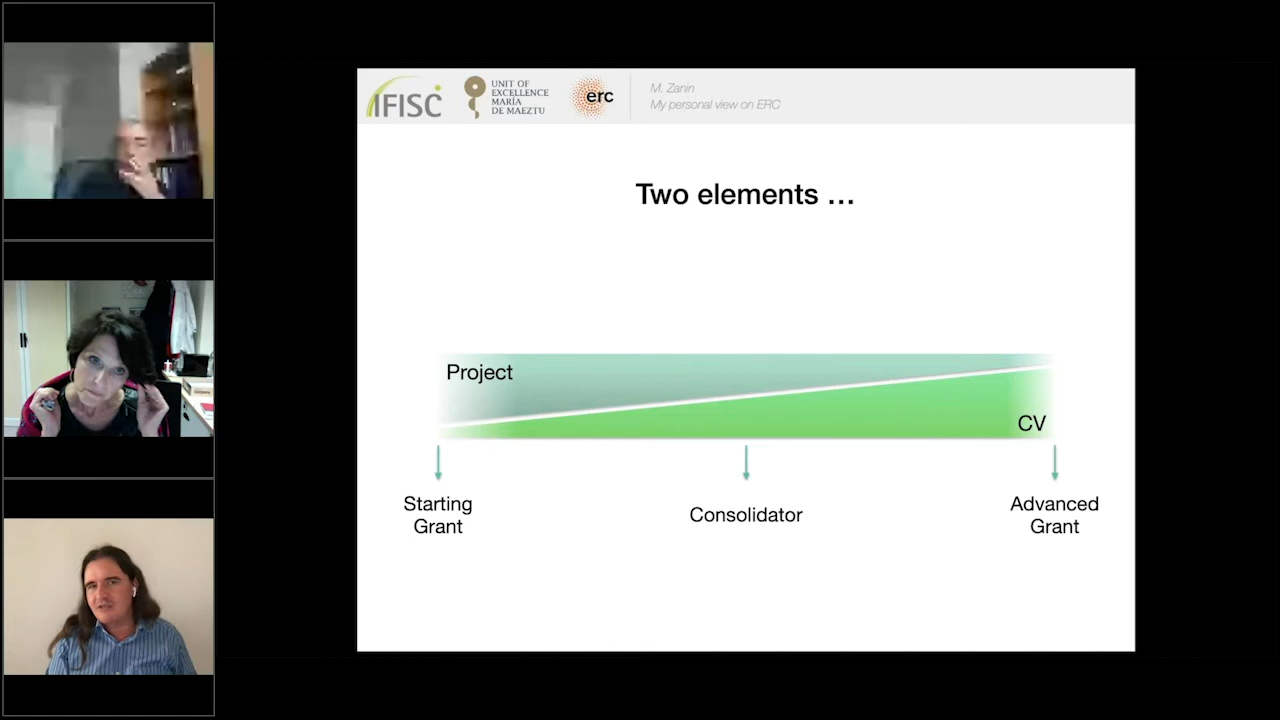 IFISC
UNIT OF
EXCELLENCE
MARÍA
DE MAEZTU
erc
M. Zanin
My personal view on ERC
Two elements ...
Project
CV
Starting
Grant
Consolidator
Advanced
Grant